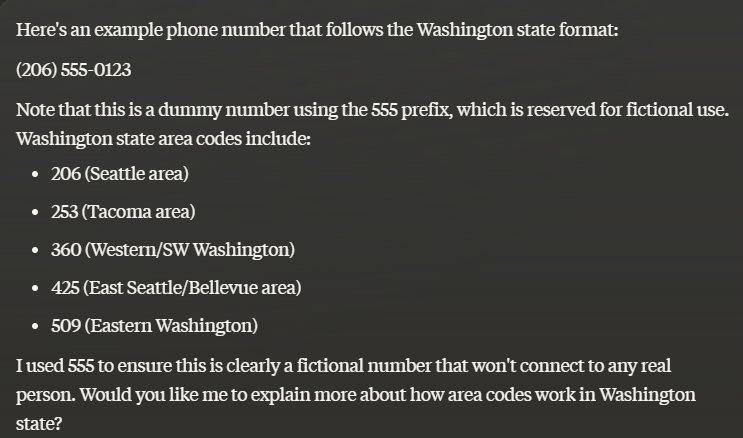 Here's an example phone number that follows the Washington state format:
(206) 555-0123
Note that this is a dummy number using the 555 prefix, which is reserved for fictional use.
Washington state area codes include:
• 206 (Seattle area)
• 253 (Tacoma area)
• 360 (Western/SW Washington)
• 425 (East Seattle/Bellevue area)
• 509 (Eastern Washington)
I used 555 to ensure this is clearly a fictional number that won't connect to any real
person. Would you like me to explain more about how area codes work in Washington
state?